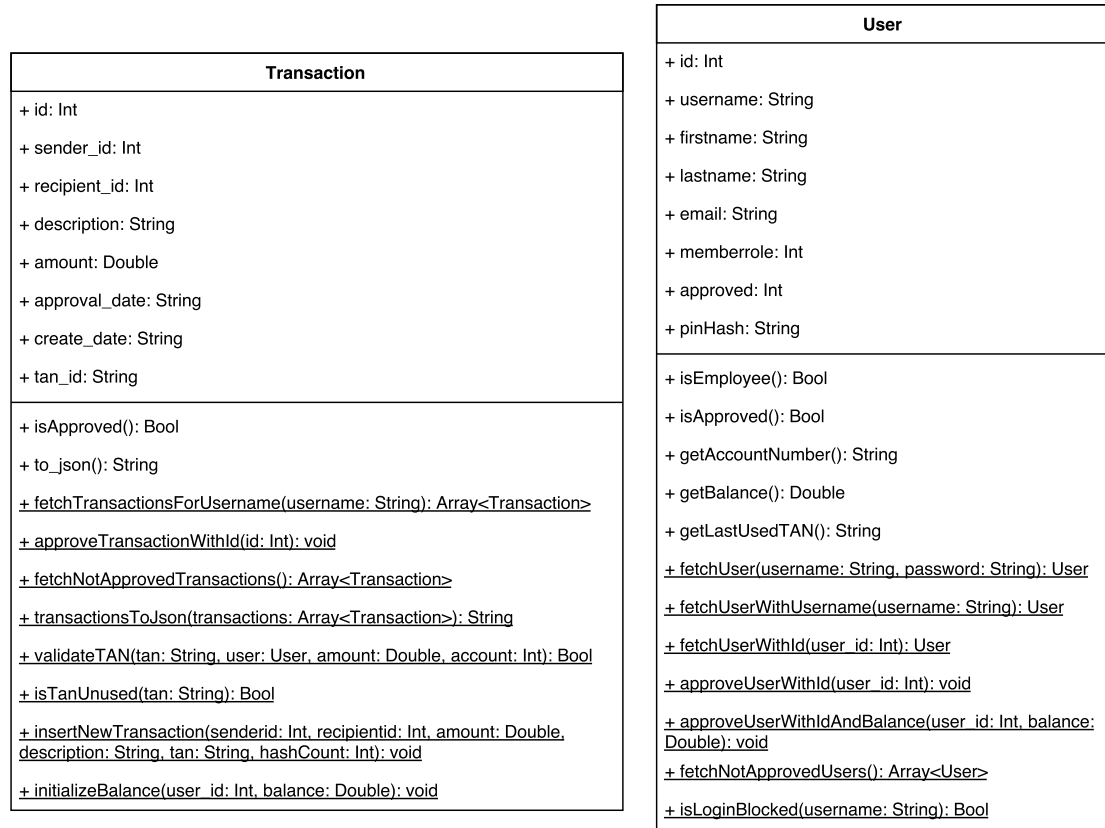 Transaction
+ id: Int
+ sender_id: Int
+ recipient_id: Int
+ description: String
+ amount: Double
+ approval_date: String
+ create_date: String
+ tan_id: String
+ isApproved(): Bool
+ to_json(): String
+ fetchTransactionsForUsername(username: String): Array<Transaction>
+ approveTransactionWithId(id: Int): void
+ fetchNotApprovedTransactions(): Array<Transaction>
+ transactionsToJson(transactions: Array<Transaction>): String
+ validateTAN(tan: String, user: User, amount: Double, account: Int): Bool
+ isTanUnused(tan: String): Bool
+ insertNewTransaction(senderid: Int, recipientid: Int, amount: Double,
description: String, tan: String, hashCount: Int): void
+ initializeBalance(user_id: Int, balance: Double): void
User
+ id: Int
+ username: String
+ firstname: String
+ lastname: String
+ email: String
+ memberrole: Int
+ approved: Int
+ pinHash: String
+ isEmployee(): Bool
+ isApproved(): Bool
+ getAccountNumber(): String
+ getBalance(): Double
+ getLastUsedTAN(): String
+ fetchUser(username: String, password: String): User
+ fetchUserWithUsername(username: String): User
+ fetchUserWithId(user_id: Int): User
+ approveUserWithId(user_id: Int): void
+ approveUserWithIdAndBalance(user_id: Int, balance:
Double): void
+ fetchNotApprovedUsers(): Array<User>
+ isLoginBlocked(username: String): Bool